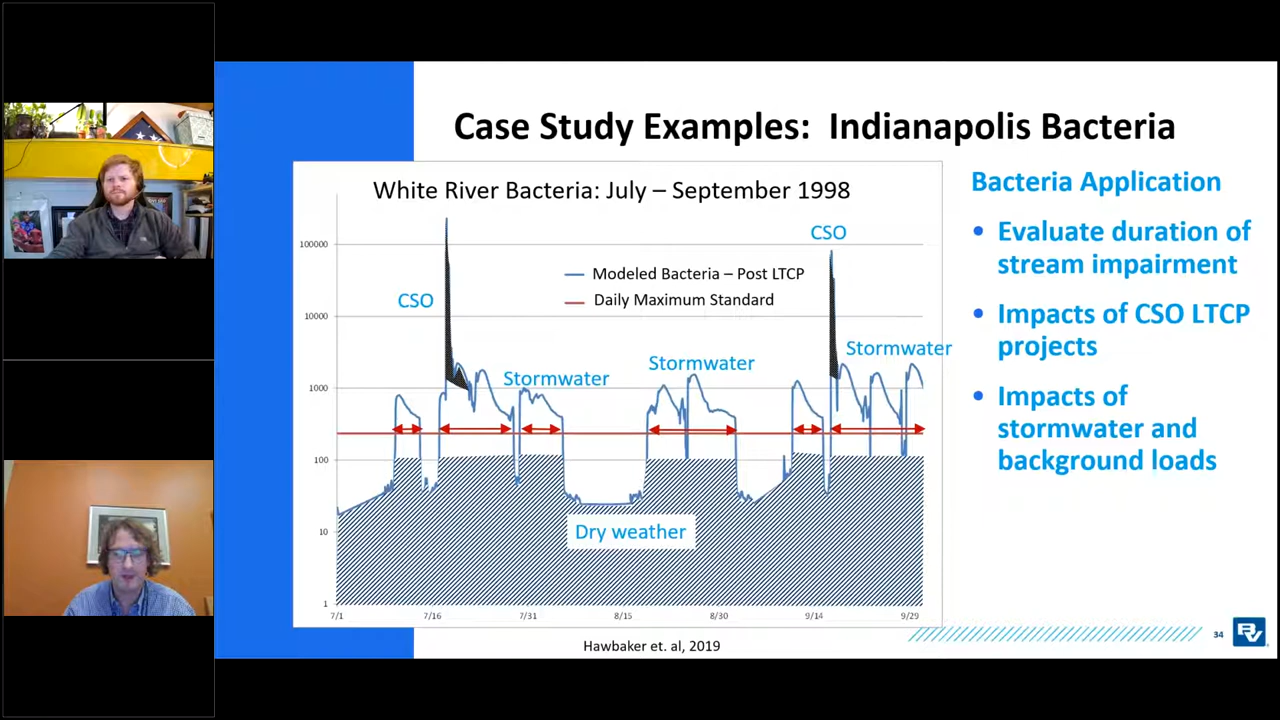 Case Study Examples: Indianapolis Bacteria
White River Bacteria: July – September 1998
100000
10000
1000
100
10
1
7/1
7/16
7/31
8/15
8/30
9/14
9/29
CSO
CSO
Modeled Bacteria – Post LTCP
Daily Maximum Standard
Stormwater
Stormwater
Stormwater
Dry weather
Hawbaker et. al, 2019
Bacteria Application
• Evaluate duration of
stream impairment
• Impacts of CSO LTCP
projects
• Impacts of
stormwater and
background loads
34
BV